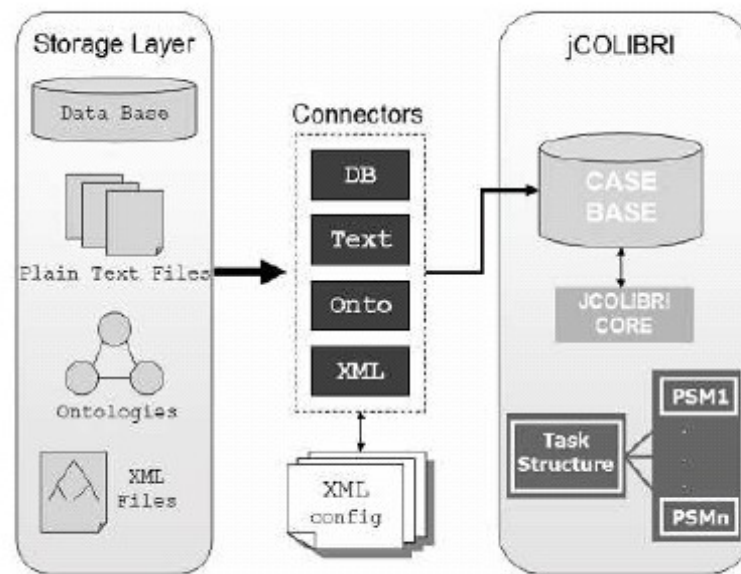 Storage Layer
Data Base
Plain Text Files
Ontologies
XML
Files
Connectors
DB
Text
Onto
XML
XML
config
jCOLIBRI
CASE
BASE
JCOLIBRI
CORE
Task
Structure
PSM1
.
.
.
PSMn